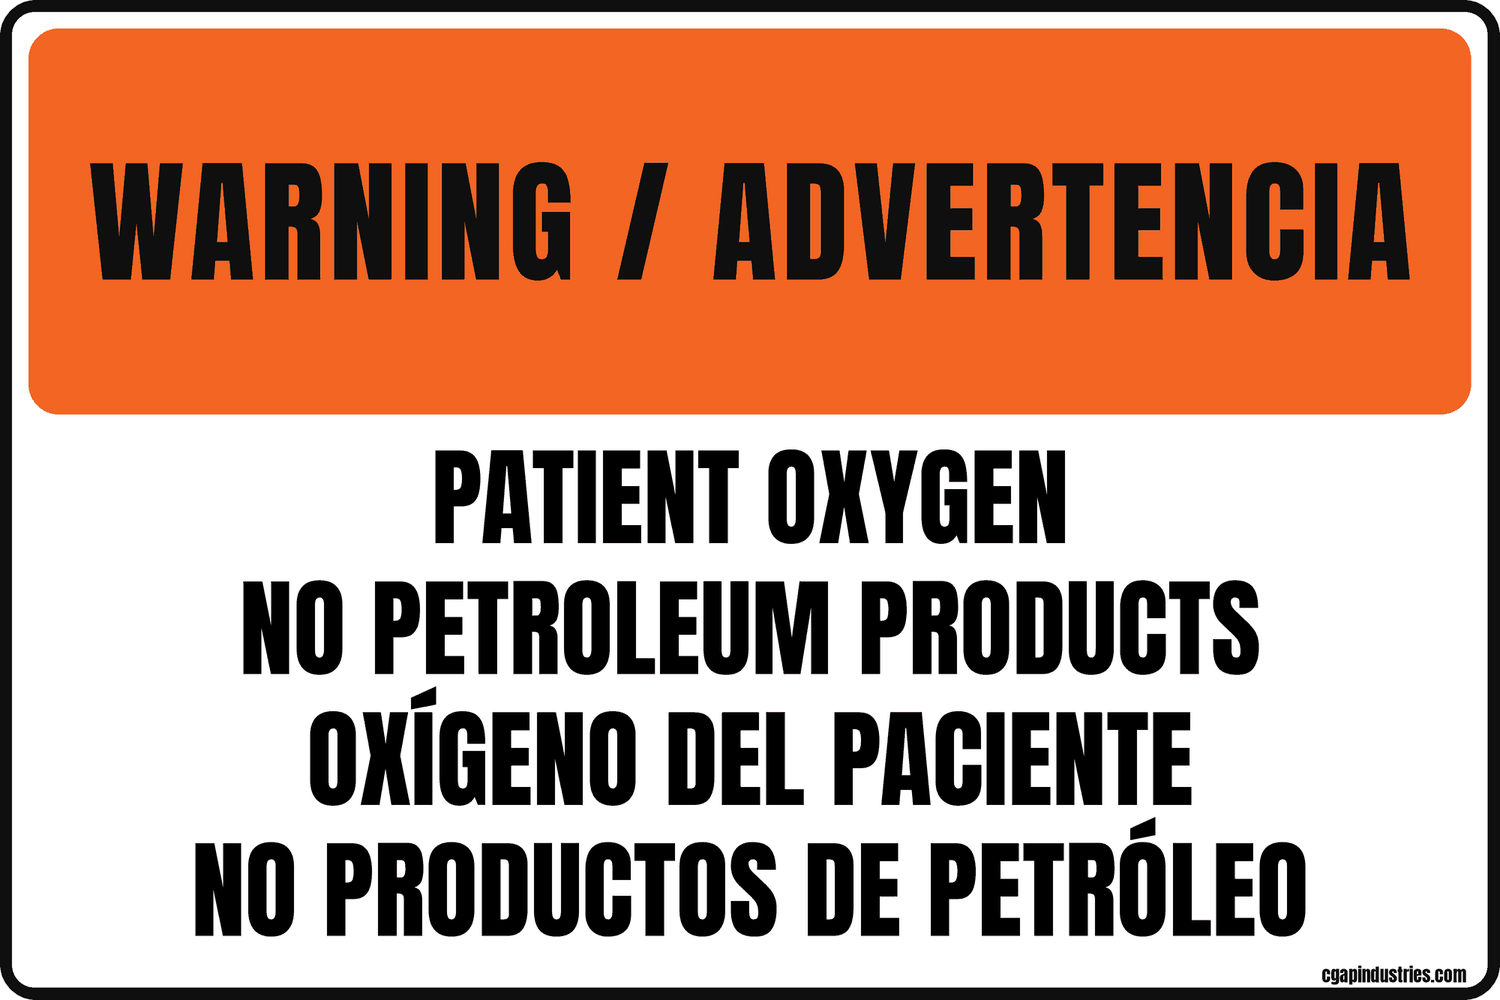 WARNING / ADVERTENCIA
PATIENT OXYGEN
NO PETROLEUM PRODUCTS
OXÍGENO DEL PACIENTE
NO PRODUCTOS DE PETRÓLEO
cgapindustries.com